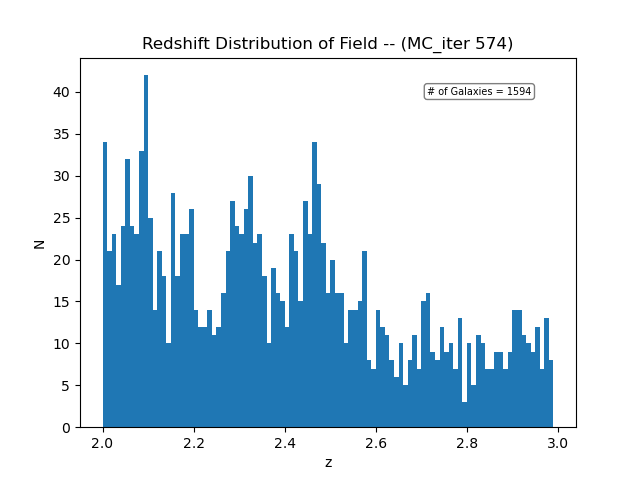 Redshift Distribution of Field -- (MC_iter 574)
# of Galaxies = 1594
N
40
35
30
25
20
15
10
5
0
2.0 2.2 2.4 2.6 2.8 3.0
z